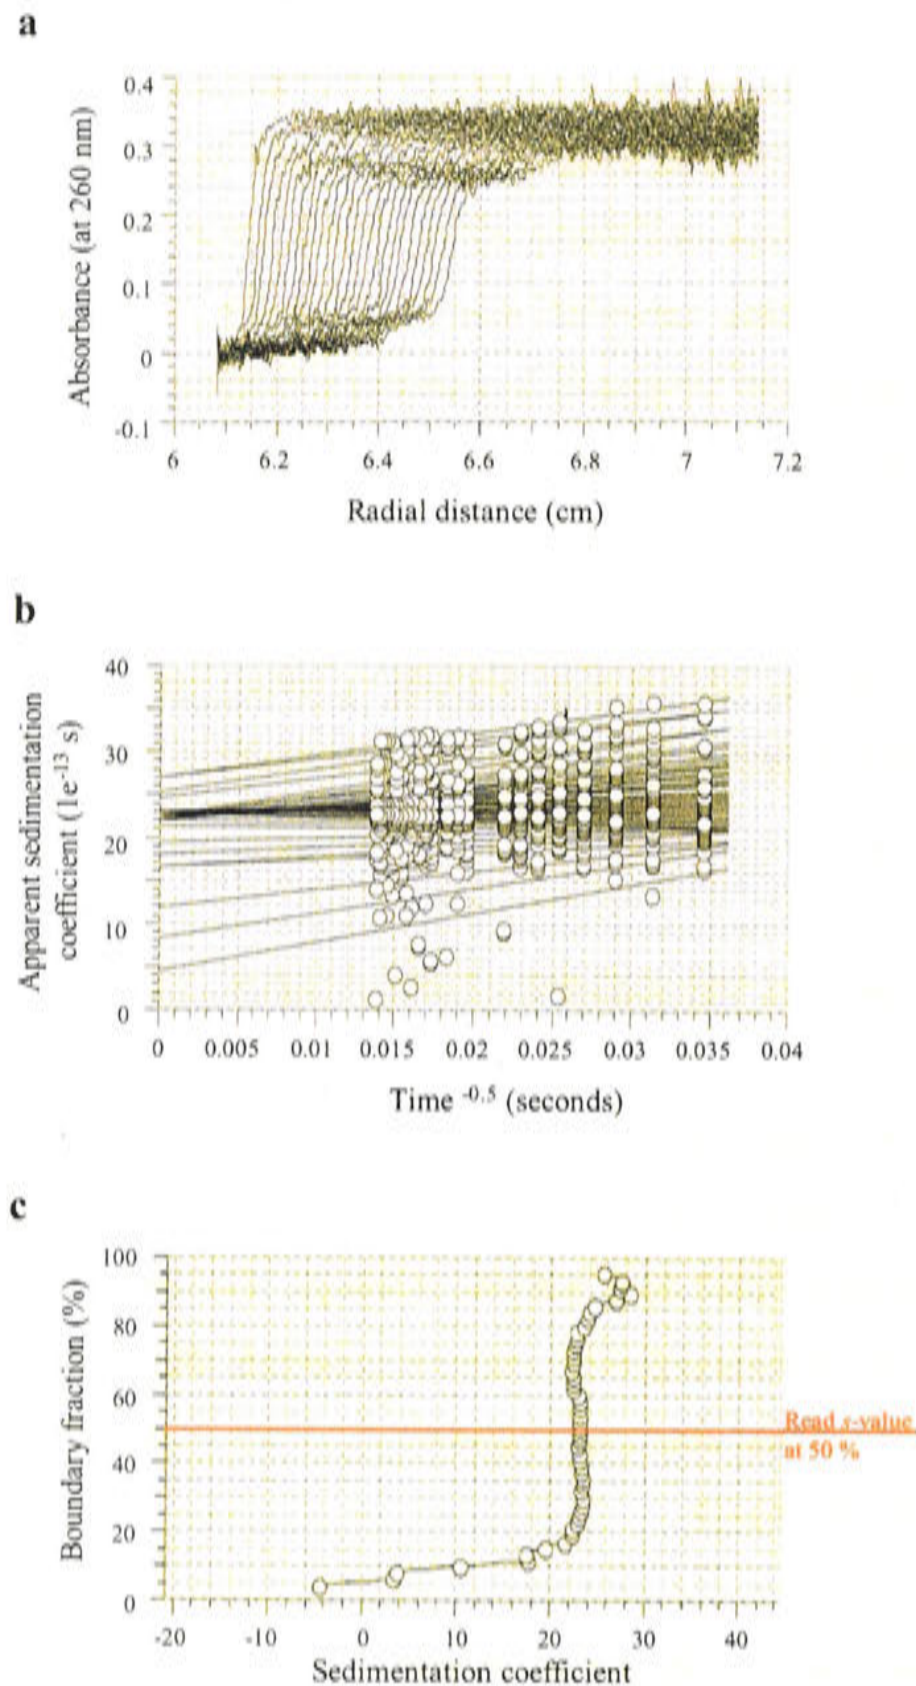 a
0.4
0.3
0.2
0.1
0
-0.1
Absorbance (at 260 nm)
6 6.2 6.4 6.6 6.8 7 7.2
Radial distance (cm)
b
40
30
20
10
0
Apparent sedimentation
coefficient (1e⁻¹³ s)
0 0.005 0.01 0.015 0.02 0.025 0.03 0.035 0.04
Time ⁻⁰·⁵ (seconds)
c
100
80
60
40
20
0
Boundary fraction (%)
Read s-value
at 50 %
-20 -10 0 10 20 30 40
Sedimentation coefficient